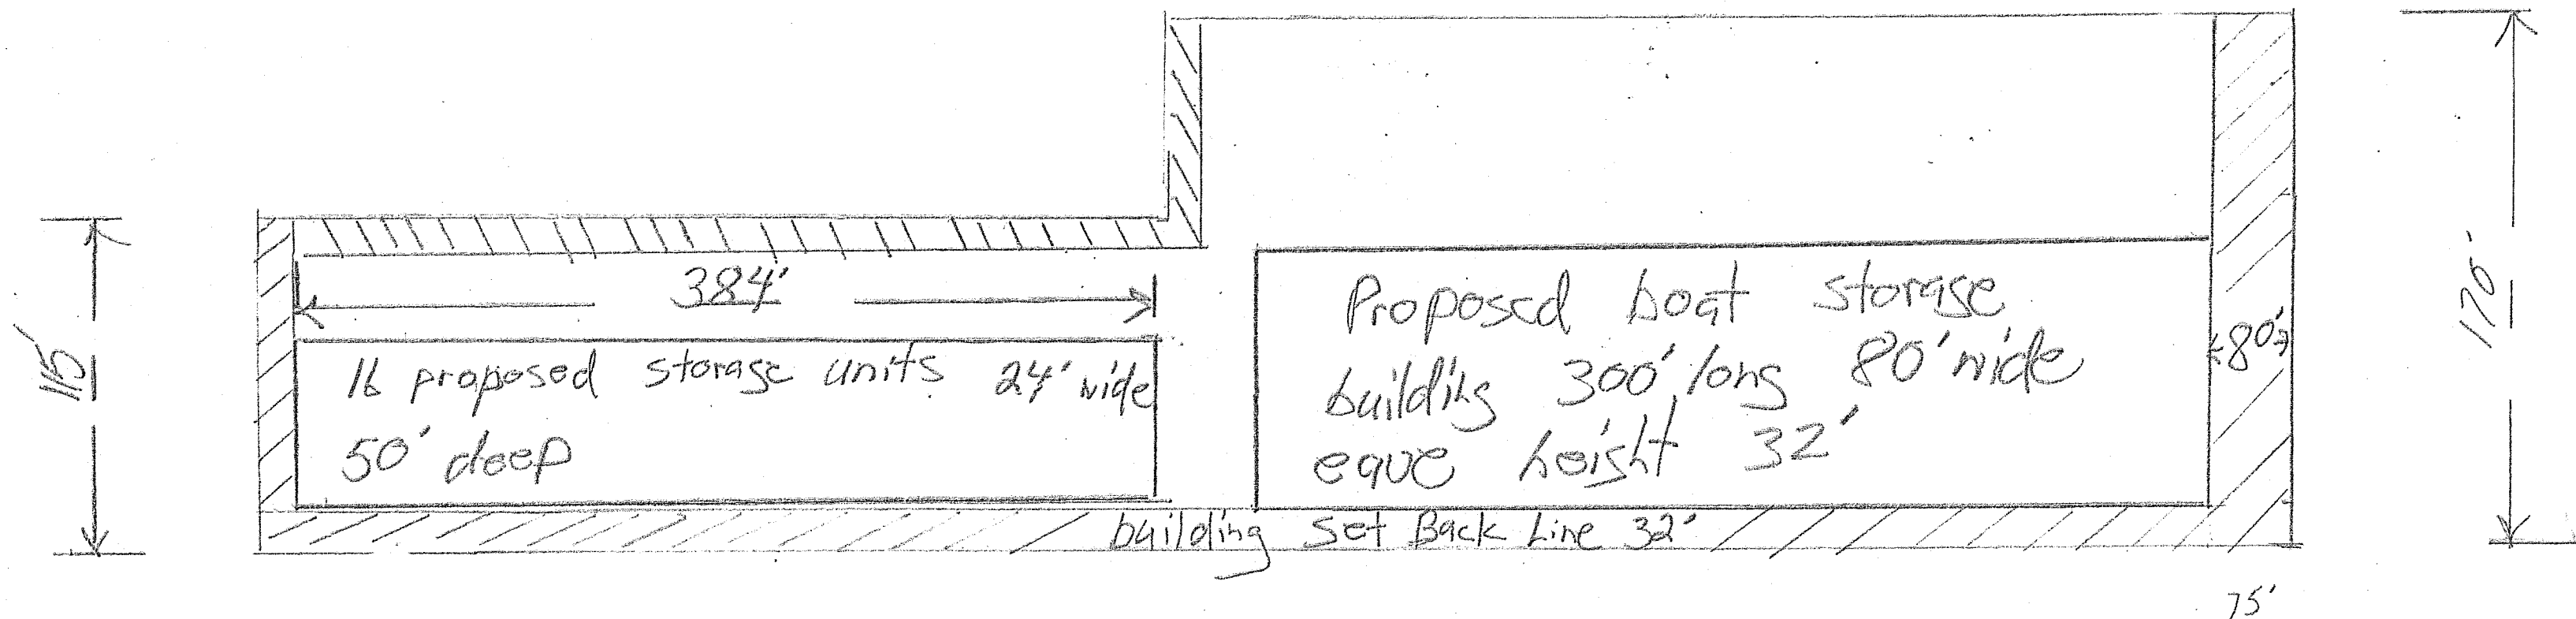 384'
Proposed boat storage
building 300' long 80' wide
eave height 32'
16 proposed storage units 24' wide
50' deep
115'
80'
170'
building Set Back Line 32'
75'